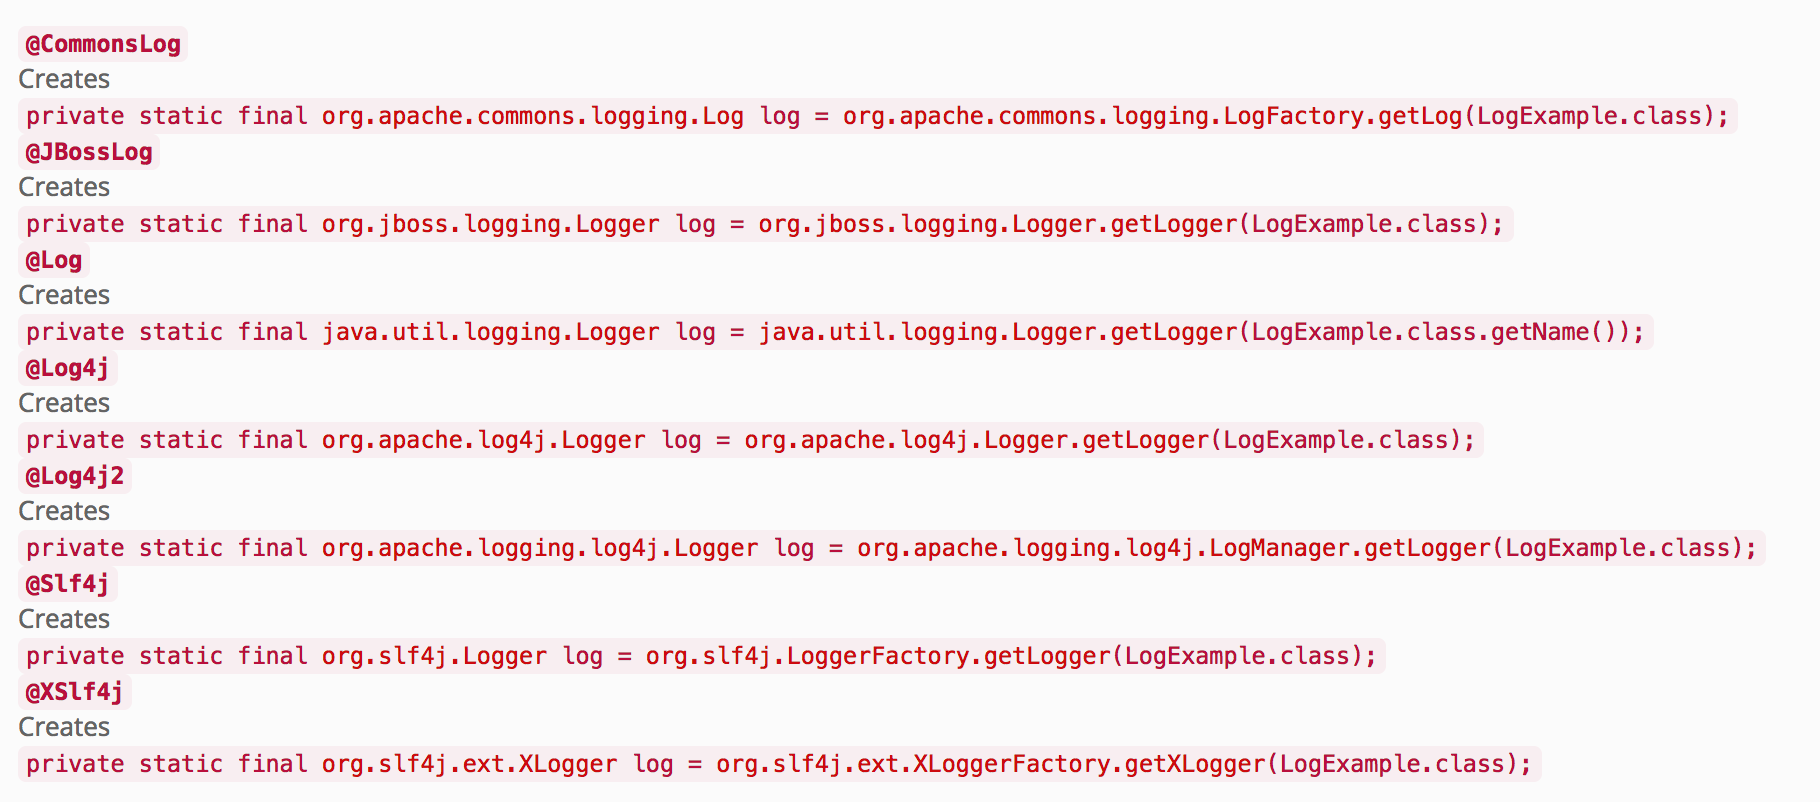 @CommonsLog
Creates
private static final org.apache.commons.logging.Log log = org.apache.commons.logging.LogFactory.getLog(LogExample.class);
@JBossLog
Creates
private static final org.jboss.logging.Logger log = org.jboss.logging.Logger.getLogger(LogExample.class);
@Log
Creates
private static final java.util.logging.Logger log = java.util.logging.Logger.getLogger(LogExample.class.getName());
@Log4j
Creates
private static final org.apache.log4j.Logger log = org.apache.log4j.Logger.getLogger(LogExample.class);
@Log4j2
Creates
private static final org.apache.logging.log4j.Logger log = org.apache.logging.log4j.LogManager.getLogger(LogExample.class);
@Slf4j
Creates
private static final org.slf4j.Logger log = org.slf4j.LoggerFactory.getLogger(LogExample.class);
@XSlf4j
Creates
private static final org.slf4j.ext.XLogger log = org.slf4j.ext.XLoggerFactory.getXLogger(LogExample.class);